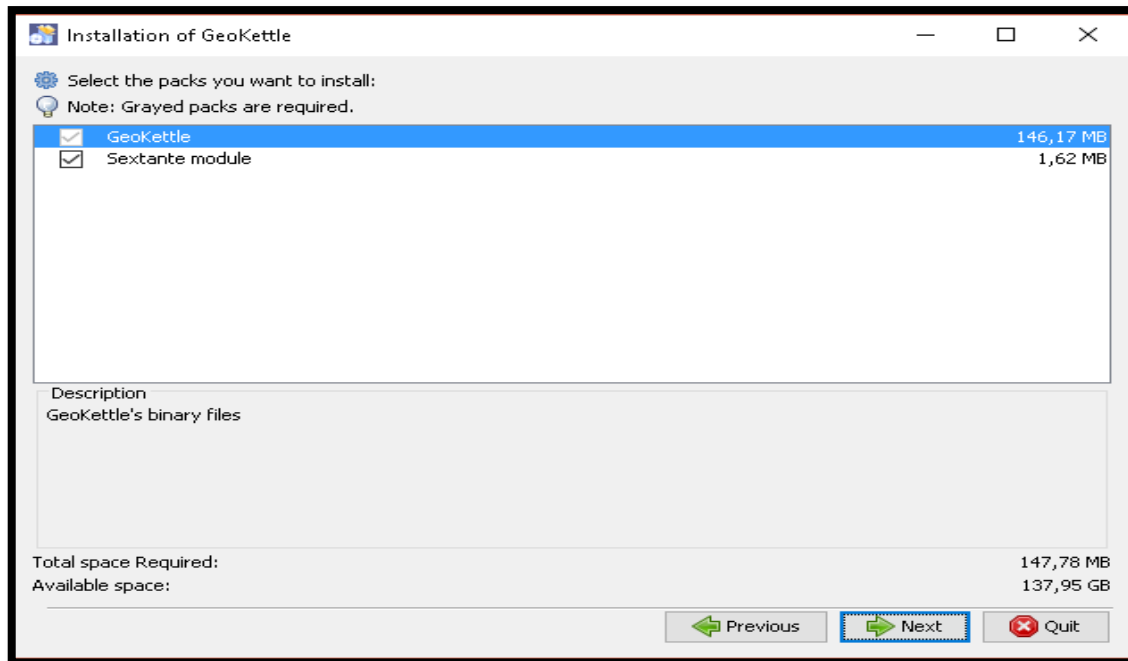 Installation of GeoKettle
Select the packs you want to install:
Note: Grayed packs are required.
GeoKettle 146,17 MB
Sextante module 1,62 MB
Description
GeoKettle's binary files
Total space Required: 147,78 MB
Available space: 137,95 GB
Previous Next Quit